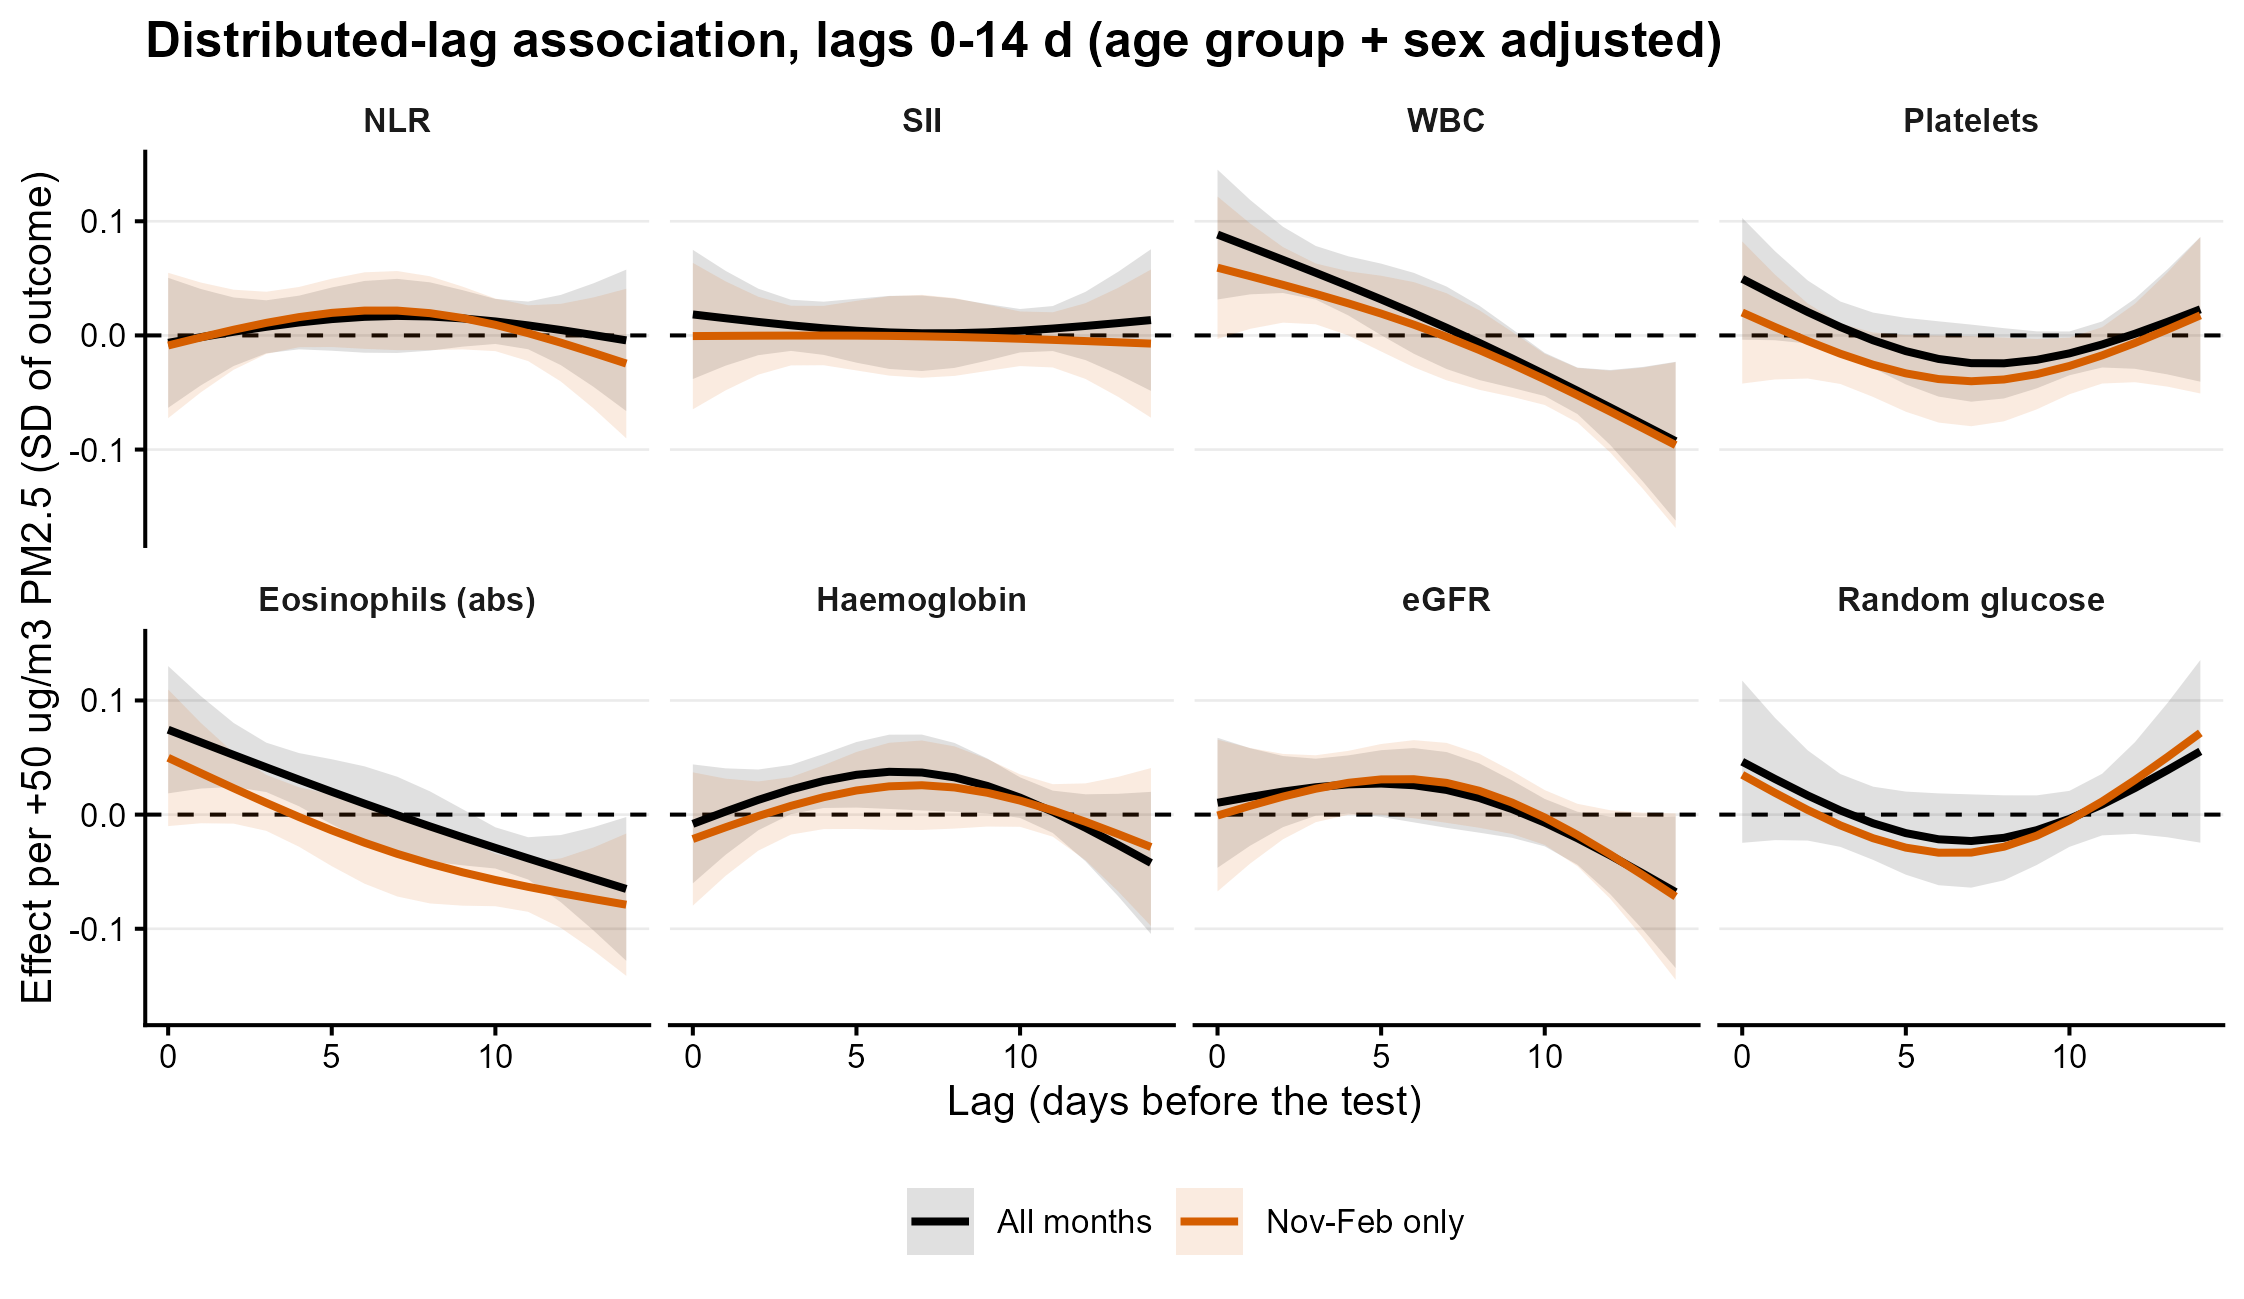 Distributed-lag association, lags 0-14 d (age group + sex adjusted)
NLR
SII
WBC
Platelets
0.1
0.0
-0.1
Effect per +50 ug/m3 PM2.5 (SD of outcome)
Eosinophils (abs)
Haemoglobin
eGFR
Random glucose
0.1
0.0
-0.1
0 5 10
0 5 10
0 5 10
0 5 10
Lag (days before the test)
All months
Nov-Feb only